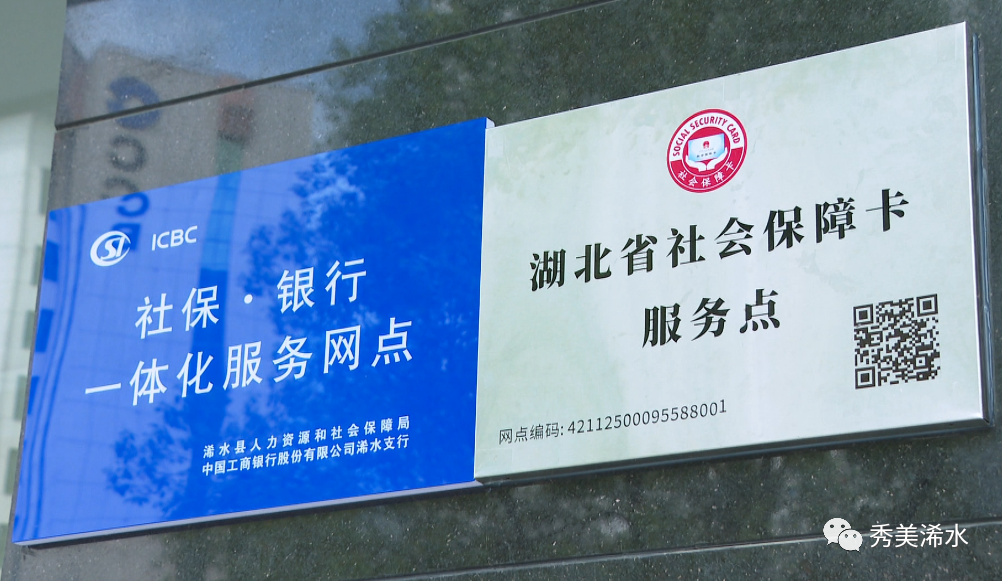 SI
ICBC
社保·银行
一体化服务网点
浠水县人力资源和社会保障局
中国工商银行股份有限公司浠水支行
SOCIAL SECURITY CARD
社会保障卡
湖北省社会保障卡
服务点
网点编码: 42112500095588001
秀美浠水